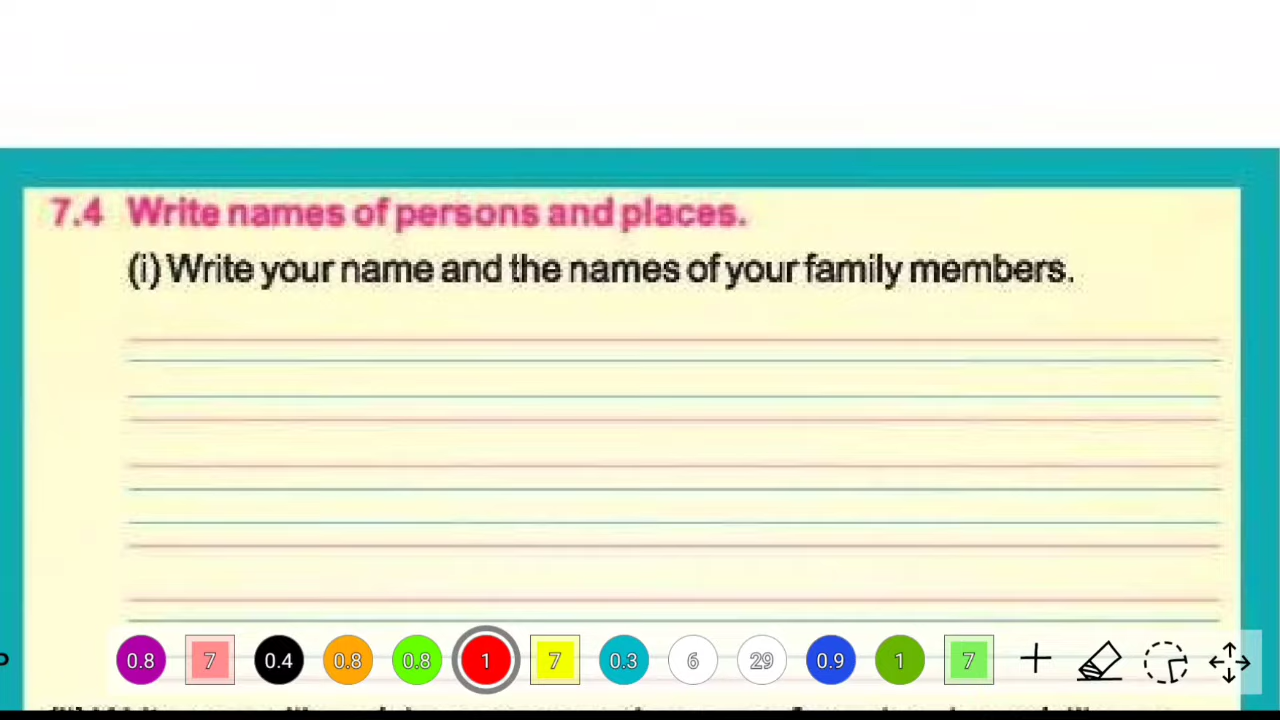 7.4 Write names of persons and places.
(i) Write your name and the names of your family members.
0.8 7 0.4 0.8 0.8 1 7 0.3 6 29 0.9 1 7